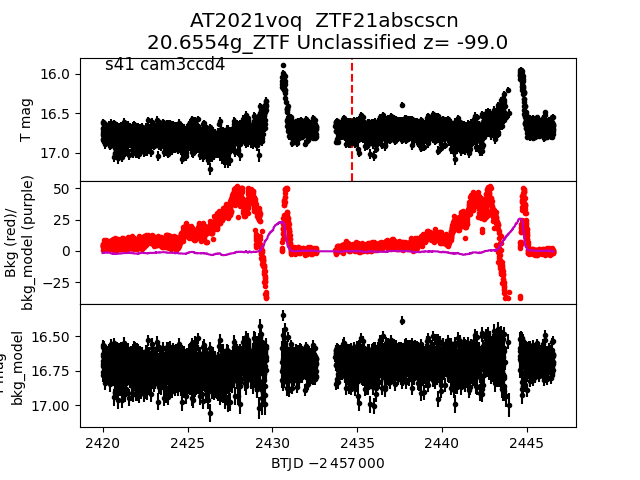 AT2021voq  ZTF21abscscn
20.6554g_ZTF Unclassified z= -99.0
s41 cam3ccd4
16.0
16.5
17.0
T mag
50
25
0
−25
Bkg (red)/
bkg_model (purple)
16.50
16.75
17.00
bkg_model
2420
2425
2430
2435
2440
2445
BTJD −2 457 000